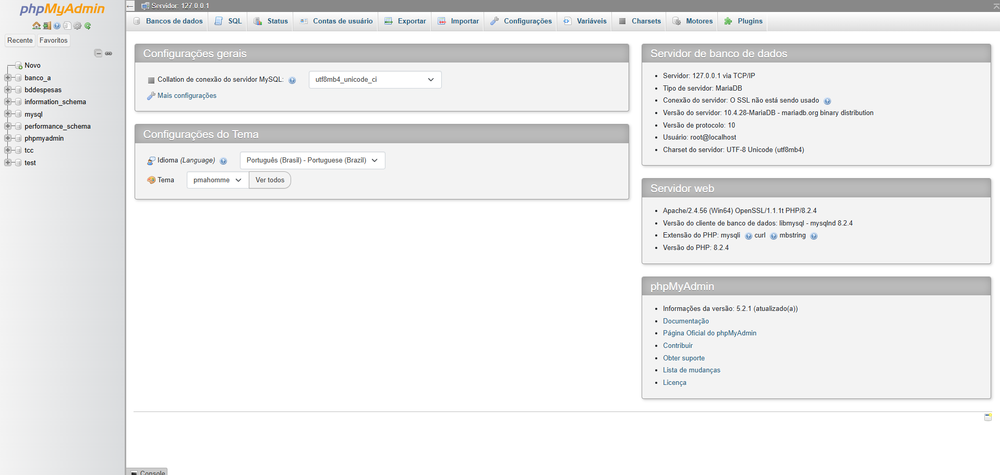 phpMyAdmin
Recente Favoritos
Novo
banco_a
bddespesas
information_schema
mysql
performance_schema
phpmyadmin
tcc
test
Servidor: 127.0.0.1
Bancos de dados SQL Status Contas de usuário Exportar Importar Configurações Variáveis Charsets Motores Plugins
Configurações gerais
Collation de conexão do servidor MySQL: utf8mb4_unicode_ci
Mais configurações
Configurações do Tema
Idioma (Language) Português (Brasil) - Portuguese (Brazil)
Tema pmahomme Ver todos
Servidor de banco de dados
Servidor: 127.0.0.1 via TCP/IP
Tipo de servidor: MariaDB
Conexão do servidor: O SSL não está sendo usado
Versão do servidor: 10.4.28-MariaDB - mariadb.org binary distribution
Versão de protocolo: 10
Usuário: root@localhost
Charset do servidor: UTF-8 Unicode (utf8mb4)
Servidor web
Apache/2.4.56 (Win64) OpenSSL/1.1.1t PHP/8.2.4
Versão do cliente de banco de dados: libmysql - mysqlnd 8.2.4
Extensão do PHP: mysqli curl mbstring
Versão do PHP: 8.2.4
phpMyAdmin
Informações da versão: 5.2.1 (atualizado(a))
Documentação
Página Oficial do phpMyAdmin
Contribuir
Obter suporte
Lista de mudanças
Licença
Console